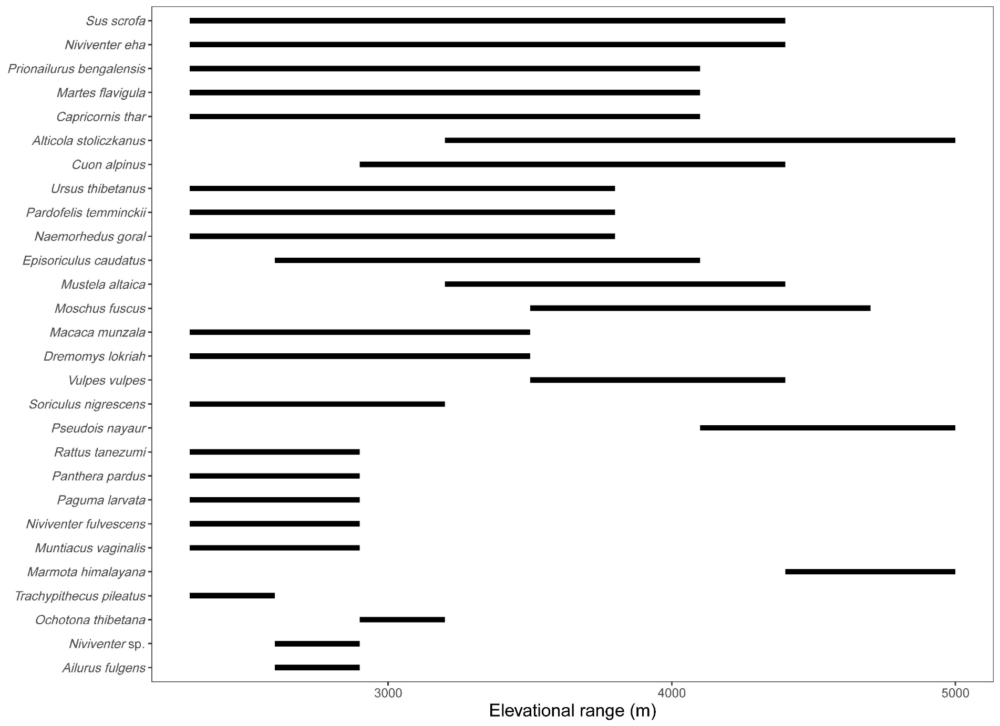 Sus scrofa
Niviventer eha
Prionailurus bengalensis
Martes flavigula
Capricornis thar
Alticola stoliczkanus
Cuon alpinus
Ursus thibetanus
Pardofelis temminckii
Naemorhedus goral
Episoriculus caudatus
Mustela altaica
Moschus fuscus
Macaca munzala
Dremomys lokriah
Vulpes vulpes
Soriculus nigrescens
Pseudois nayaur
Rattus tanezumi
Panthera pardus
Paguma larvata
Niviventer fulvescens
Muntiacus vaginalis
Marmota himalayana
Trachypithecus pileatus
Ochotona thibetana
Niviventer sp.
Ailurus fulgens
3000 4000 5000
Elevational range (m)